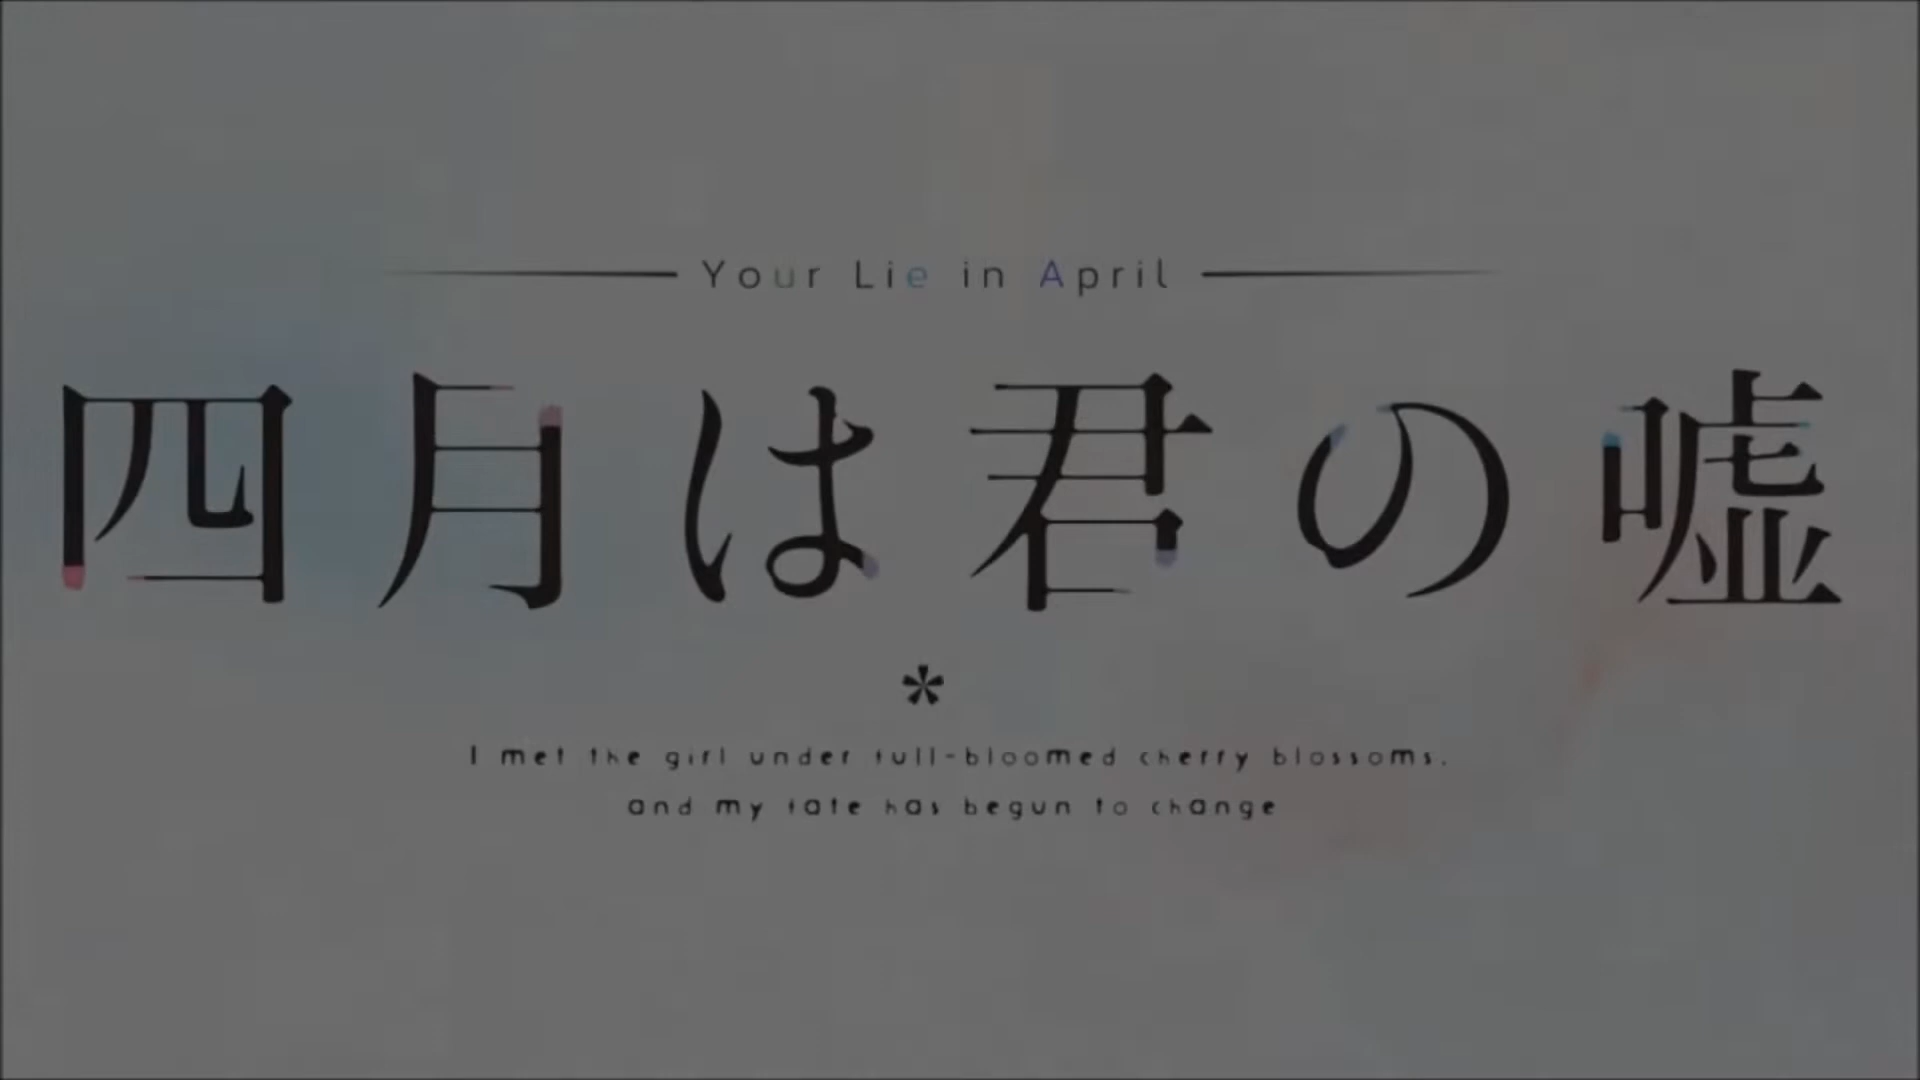 Your Lie in April
四月は君の嘘
*
I met the girl under full-bloomed cherry blossoms.
and my fate has begun to change